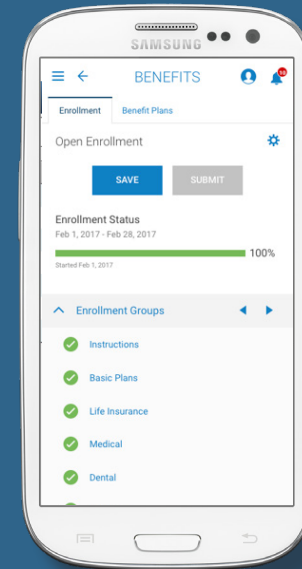 SAMSUNG
BENEFITS
Enrollment Benefit Plans
Open Enrollment
SAVE SUBMIT
Enrollment Status
Feb 1, 2017 - Feb 28, 2017
100%
Started Feb 1, 2017
Enrollment Groups
Instructions
Basic Plans
Life Insurance
Medical
Dental